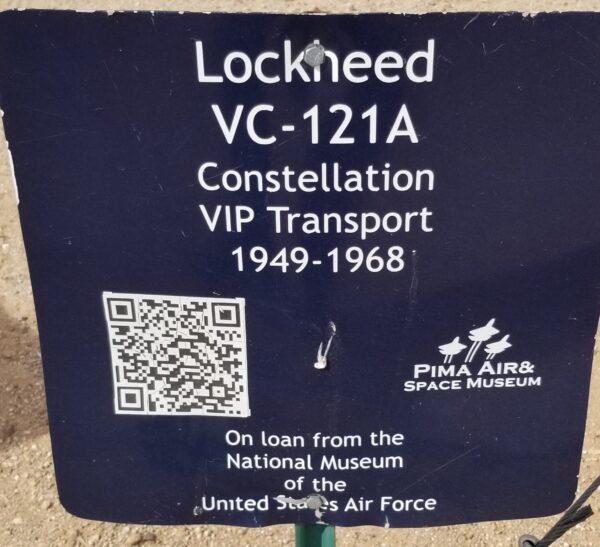 Lockheed
VC-121A
Constellation
VIP Transport
1949-1968
PIMA AIR&
SPACE MUSEUM
On loan from the
National Museum
of the
United States Air Force